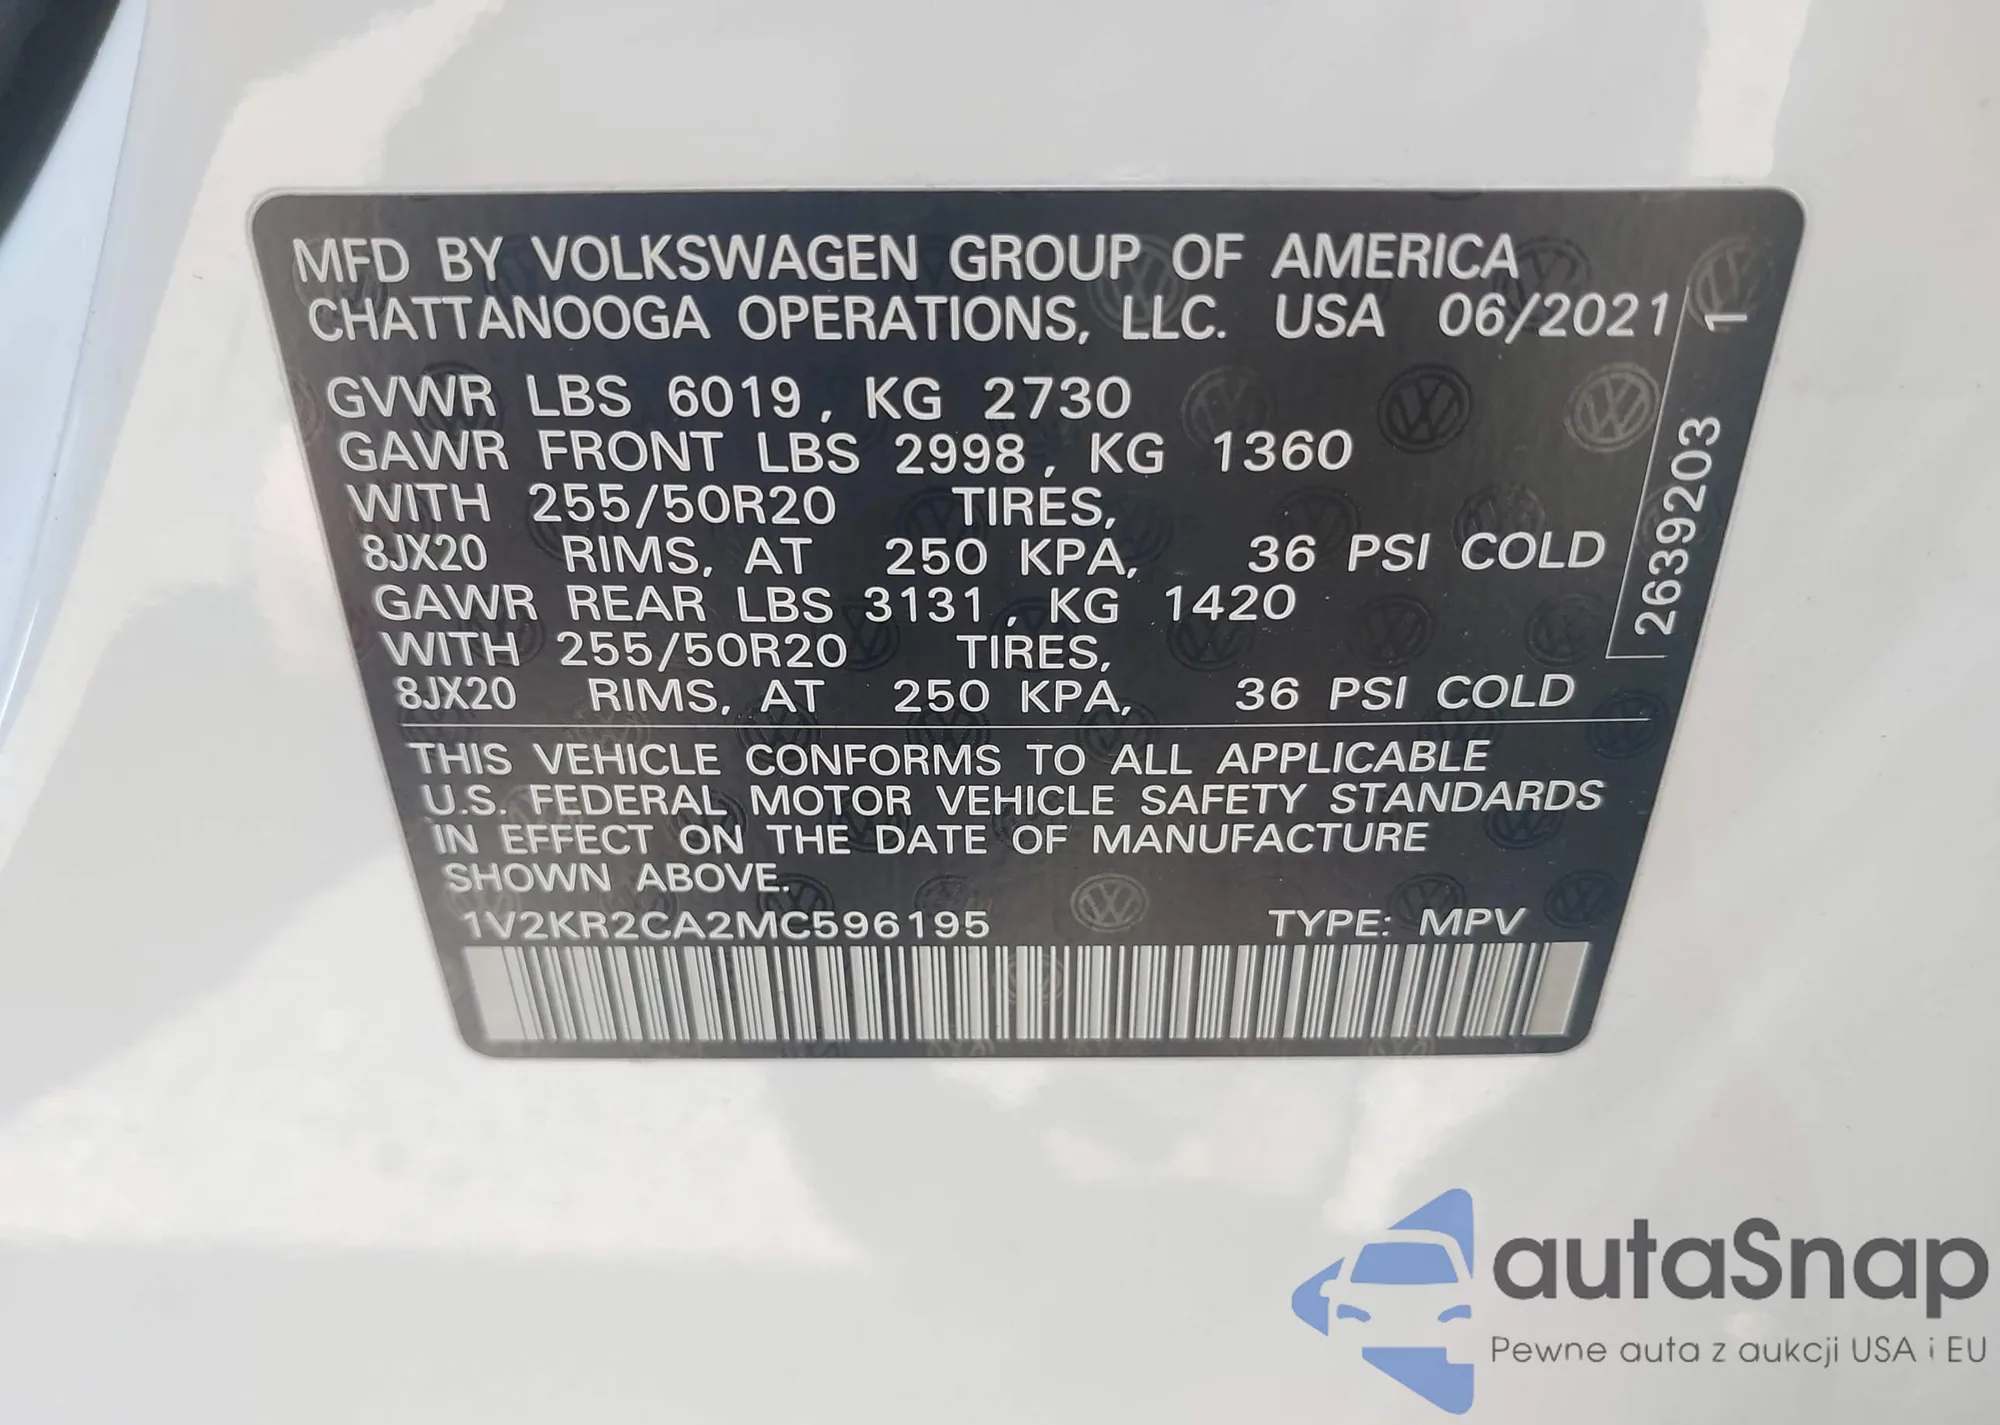 MFD BY VOLKSWAGEN GROUP OF AMERICA
CHATTANOOGA OPERATIONS, LLC. USA 06/2021
GVWR LBS 6019, KG 2730
GAWR FRONT LBS 2998, KG 1360
WITH 255/50R20 TIRES,
8JX20 RIMS, AT 250 KPA, 36 PSI COLD
GAWR REAR LBS 3131, KG 1420
WITH 255/50R20 TIRES,
8JX20 RIMS, AT 250 KPA, 36 PSI COLD
2639203 1
THIS VEHICLE CONFORMS TO ALL APPLICABLE
U.S. FEDERAL MOTOR VEHICLE SAFETY STANDARDS
IN EFFECT ON THE DATE OF MANUFACTURE
SHOWN ABOVE.
1V2KR2CA2MC596195 TYPE: MPV
autaSnap
Pewne auta z aukcji USA i EU